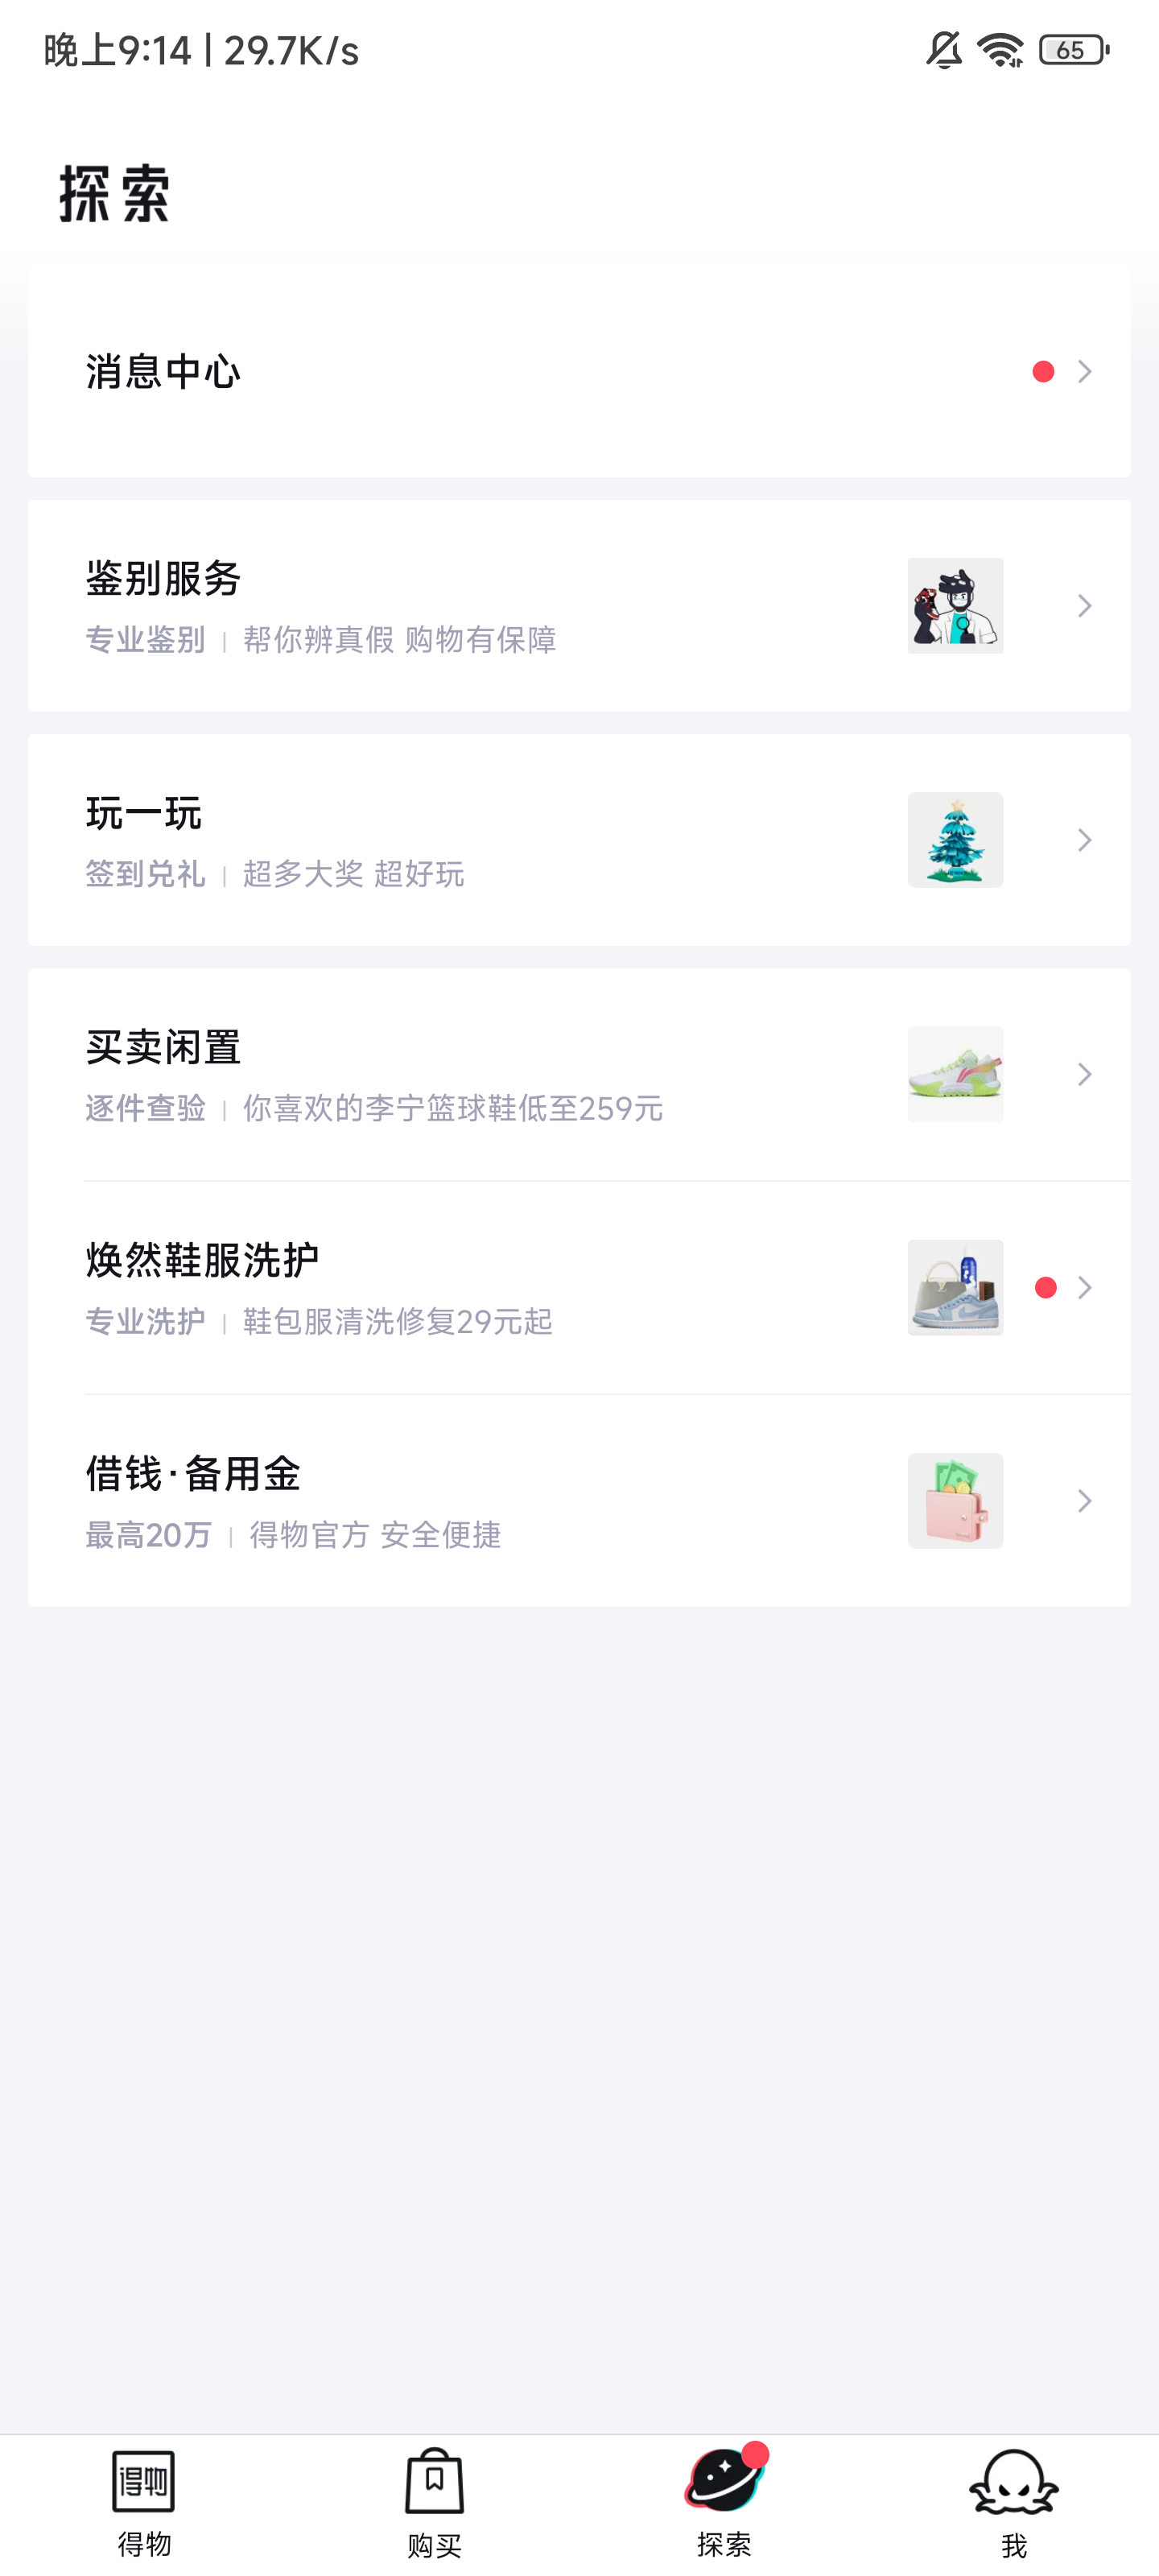 晚上9:14 | 29.7K/s
65
探索
消息中心
鉴别服务
专业鉴别 | 帮你辨真假 购物有保障
玩一玩
签到兑礼 | 超多大奖 超好玩
买卖闲置
逐件查验 | 你喜欢的李宁篮球鞋低至259元
焕然鞋服洗护
专业洗护 | 鞋包服清洗修复29元起
借钱·备用金
最高20万 | 得物官方 安全便捷
得物
得物
购买
探索
我